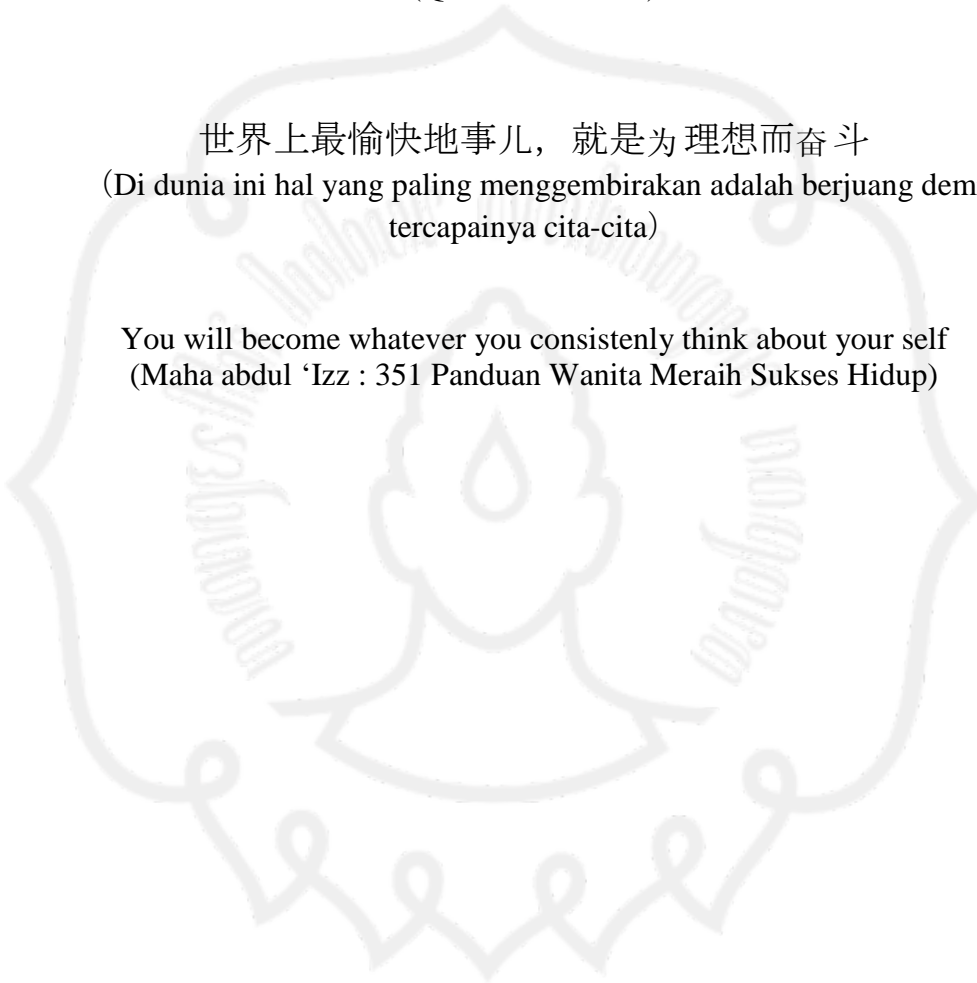 世界上最愉快地事儿，就是为理想而奋斗
（Di dunia ini hal yang paling menggembirakan adalah berjuang dem
tercapainya cita-cita）
You will become whatever you consistenly think about your self
(Maha abdul ‘Izz : 351 Panduan Wanita Meraih Sukses Hidup)